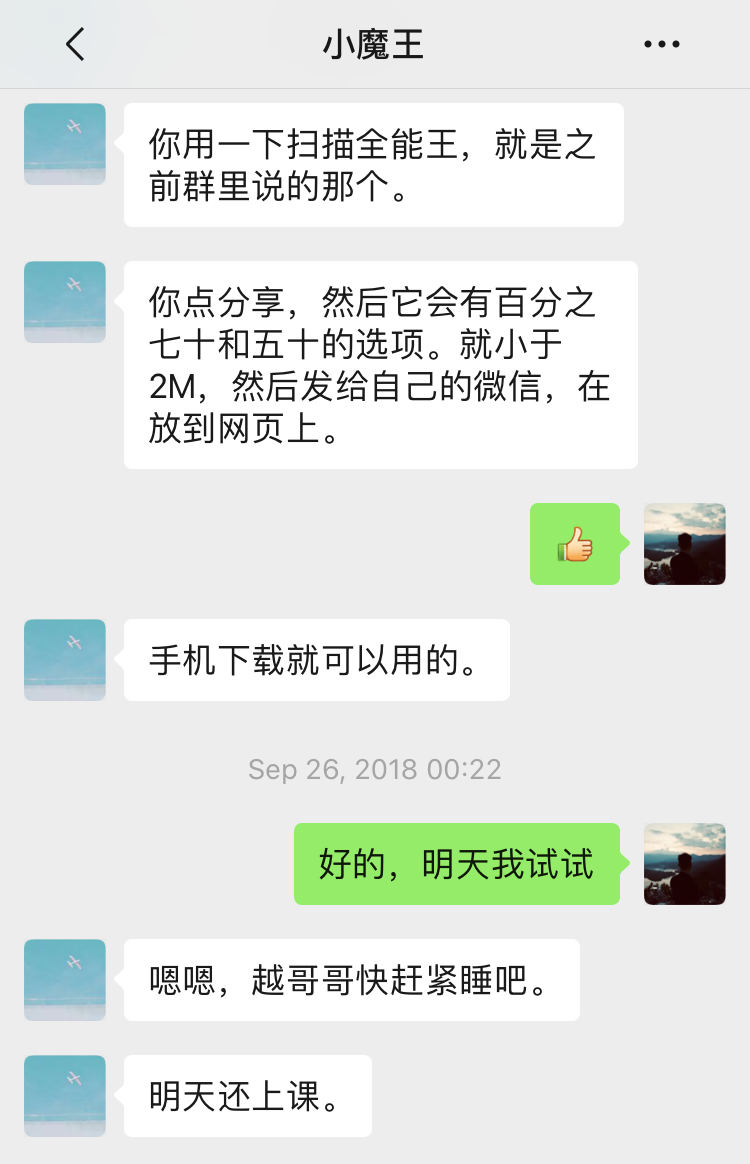 小魔王
你用一下扫描全能王，就是之
前群里说的那个。
你点分享，然后它会有百分之
七十和五十的选项。就小于
2M，然后发给自己的微信，在
放到网页上。
👍
手机下载就可以用的。
Sep 26, 2018 00:22
好的，明天我试试
嗯嗯，越哥哥快赶紧睡吧。
明天还上课。